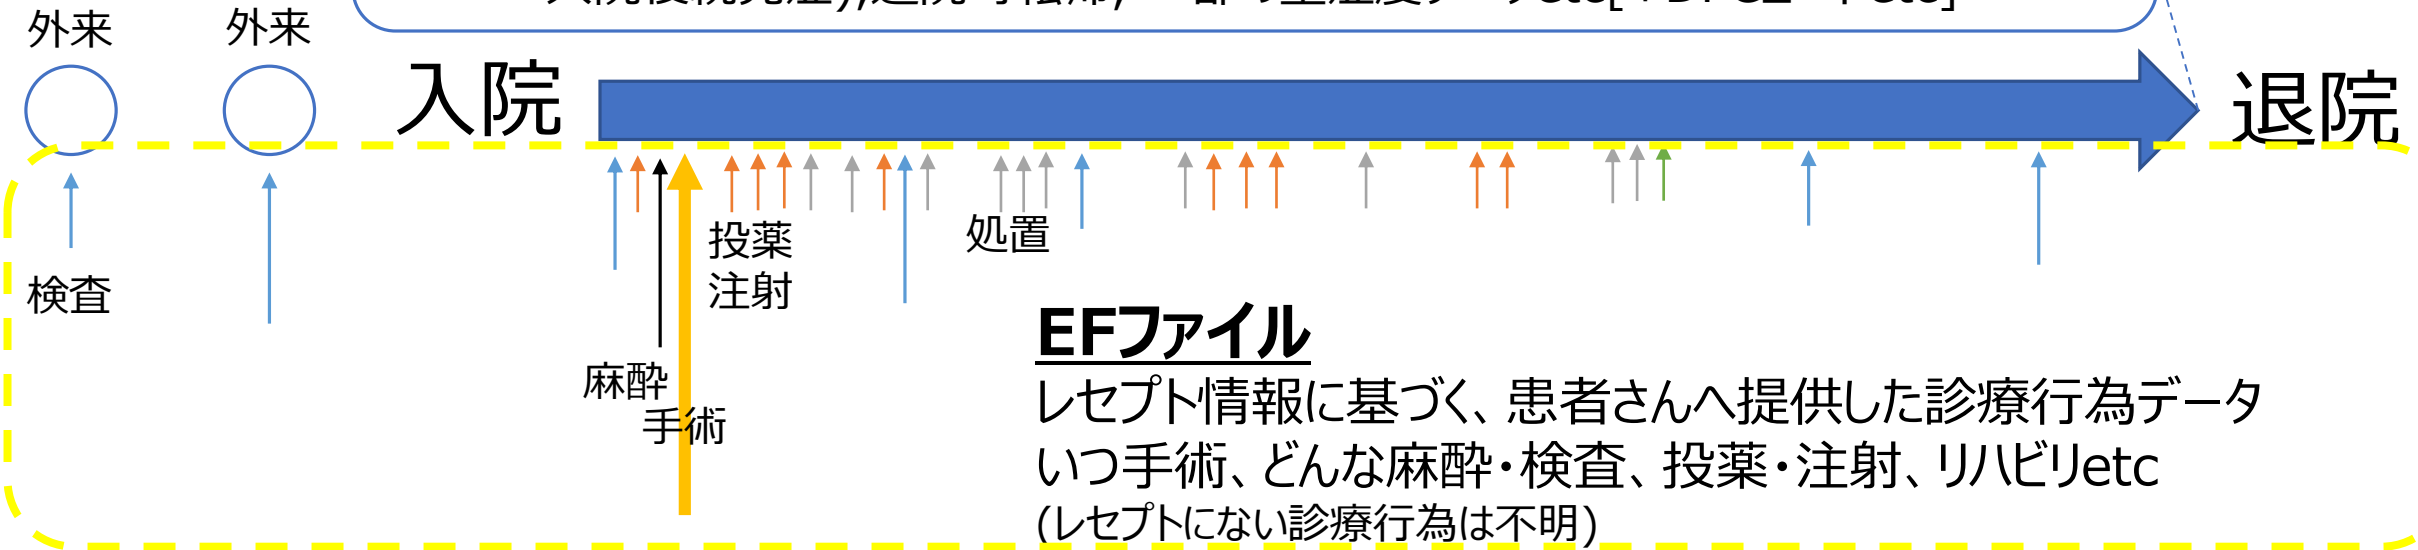 外来
外来
入院
退院
検査
投薬
注射
処置
麻酔
手術
EFファイル
レセプト情報に基づく、患者さんへ提供した診療行為データ
いつ手術、どんな麻酔・検査、投薬・注射、リハビリetc
(レセプトにない診療行為は不明)